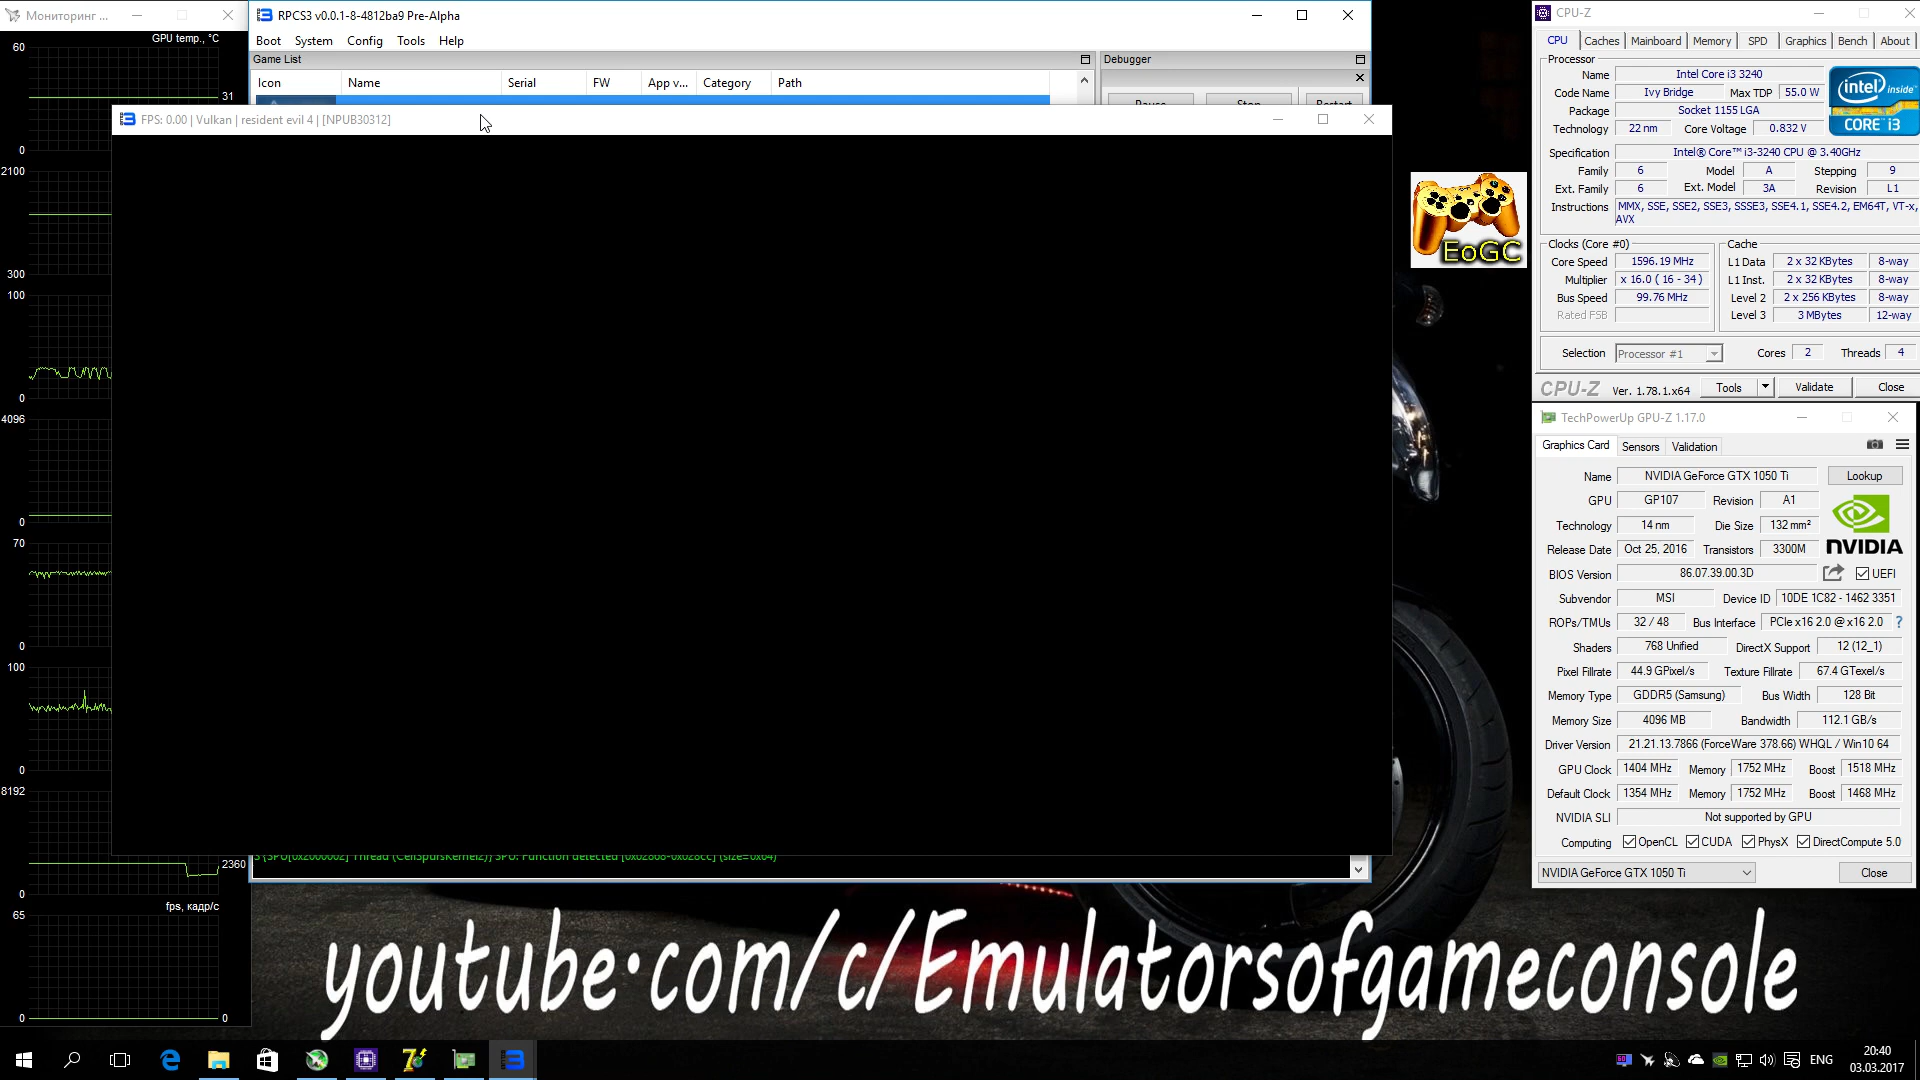 Мониторинг ...
GPU temp., °C
60
31
0
2100
300
100
0
4096
0
70
0
100
0
8192
2360
0
fps, кадр/с
65
0
0
RPCS3 v0.0.1-8-4812ba9 Pre-Alpha
Boot System Config Tools Help
Game List
Debugger
Icon Name Serial FW App v... Category Path
Pause Stop Restart
FPS: 0.00 | Vulkan | resident evil 4 | [NPUB30312]
S {SPU[0x2000002] Thread (CellSpursKernel2)} SPU: Function detected [0x02808-0x028cc] (size=0x64)
EoGC
CPU-Z
CPU Caches Mainboard Memory SPD Graphics Bench About
Processor
Name Intel Core i3 3240
Code Name Ivy Bridge Max TDP 55.0 W
Package Socket 1155 LGA
Technology 22 nm Core Voltage 0.832 V
intel inside™
CORE™ i3
Specification Intel® Core™ i3-3240 CPU @ 3.40GHz
Family 6 Model A Stepping 9
Ext. Family 6 Ext. Model 3A Revision L1
Instructions MMX, SSE, SSE2, SSE3, SSSE3, SSE4.1, SSE4.2, EM64T, VT-x,
AVX
Clocks (Core #0)
Core Speed 1596.19 MHz
Multiplier x 16.0 ( 16 - 34 )
Bus Speed 99.76 MHz
Rated FSB
Cache
L1 Data 2 x 32 KBytes 8-way
L1 Inst. 2 x 32 KBytes 8-way
Level 2 2 x 256 KBytes 8-way
Level 3 3 MBytes 12-way
Selection Processor #1 Cores 2 Threads 4
CPU-Z Ver. 1.78.1.x64 Tools Validate Close
TechPowerUp GPU-Z 1.17.0
Graphics Card Sensors Validation
Name NVIDIA GeForce GTX 1050 Ti Lookup
GPU GP107 Revision A1
Technology 14 nm Die Size 132 mm²
Release Date Oct 25, 2016 Transistors 3300M
NVIDIA
BIOS Version 86.07.39.00.3D UEFI
Subvendor MSI Device ID 10DE 1C82 - 1462 3351
ROPs/TMUs 32 / 48 Bus Interface PCIe x16 2.0 @ x16 2.0 ?
Shaders 768 Unified DirectX Support 12 (12_1)
Pixel Fillrate 44.9 GPixel/s Texture Fillrate 67.4 GTexel/s
Memory Type GDDR5 (Samsung) Bus Width 128 Bit
Memory Size 4096 MB Bandwidth 112.1 GB/s
Driver Version 21.21.13.7866 (ForceWare 378.66) WHQL / Win10 64
GPU Clock 1404 MHz Memory 1752 MHz Boost 1518 MHz
Default Clock 1354 MHz Memory 1752 MHz Boost 1468 MHz
NVIDIA SLI Not supported by GPU
Computing OpenCL CUDA PhysX DirectCompute 5.0
NVIDIA GeForce GTX 1050 Ti Close
youtube.com/c/Emulatorsofgameconsole
ENG
20:40
03.03.2017